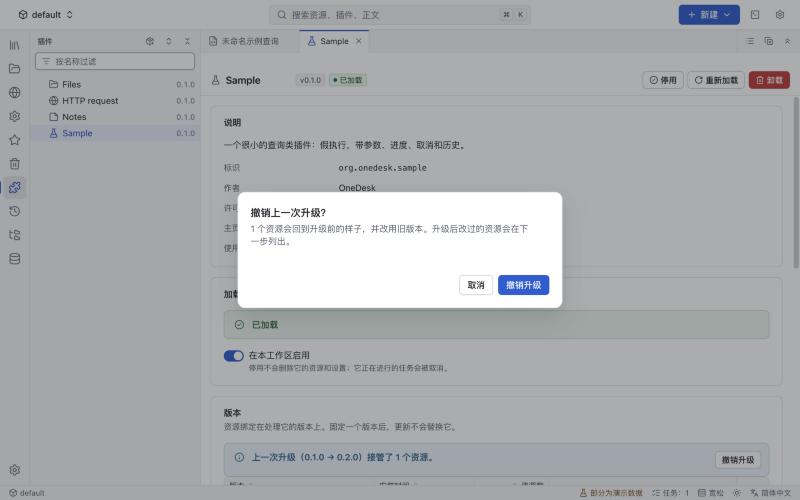 default
搜索资源、插件、正文
⌘ K
新建
插件
按名称过滤
Files 0.1.0
HTTP request 0.1.0
Notes 0.1.0
Sample 0.1.0
未命名示例查询
Sample
Sample
v0.1.0
已加载
停用
重新加载
卸载
说明
一个很小的查询类插件：假执行，带参数、进度、取消和历史。
标识 org.onedesk.sample
作者 OneDesk
许可
主页
使用
撤销上一次升级?
1 个资源会回到升级前的样子，并改用旧版本。升级后改过的资源会在下
一步列出。
取消
撤销升级
加载
已加载
在本工作区启用
停用不会删除它的资源和设置；它正在进行的任务会被取消。
版本
资源绑定在处理它的版本上。固定一个版本后，更新不会替换它。
上一次升级（0.1.0 → 0.2.0）接管了 1 个资源。
撤销升级
default
部分为演示数据
任务：1
宽松
简体中文